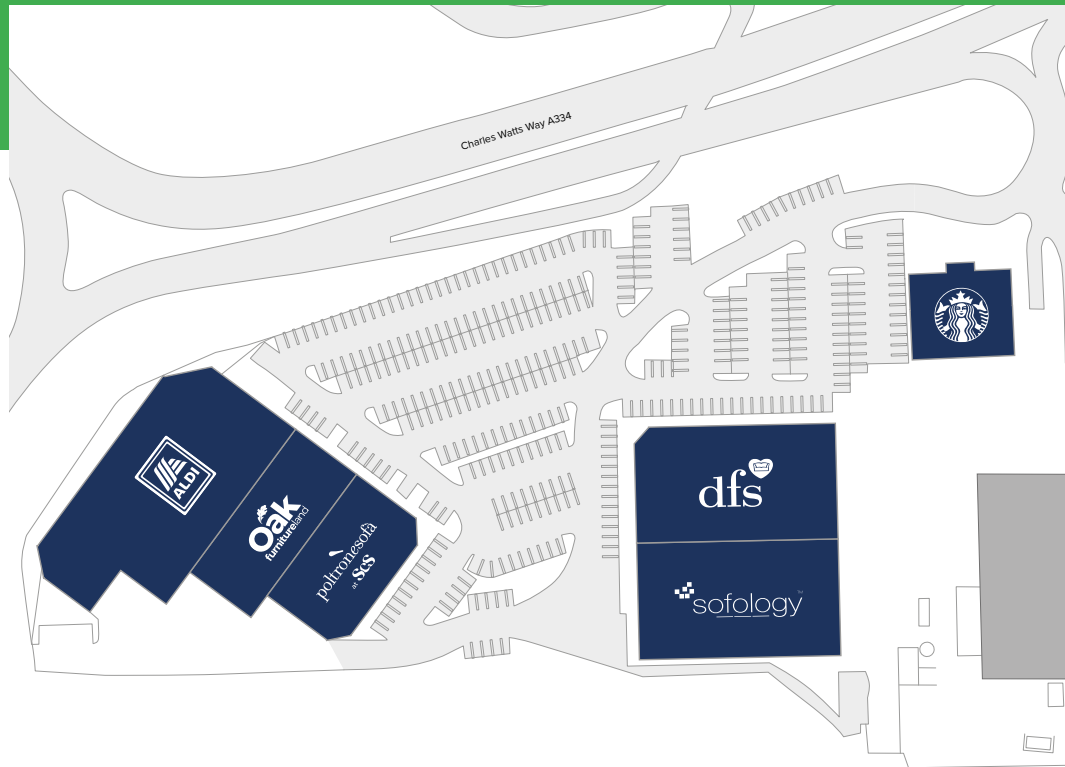 Charles Watts Way A334
ALDI
Oak
furnitureland
poltronesofà
at scs
dfs
sofology